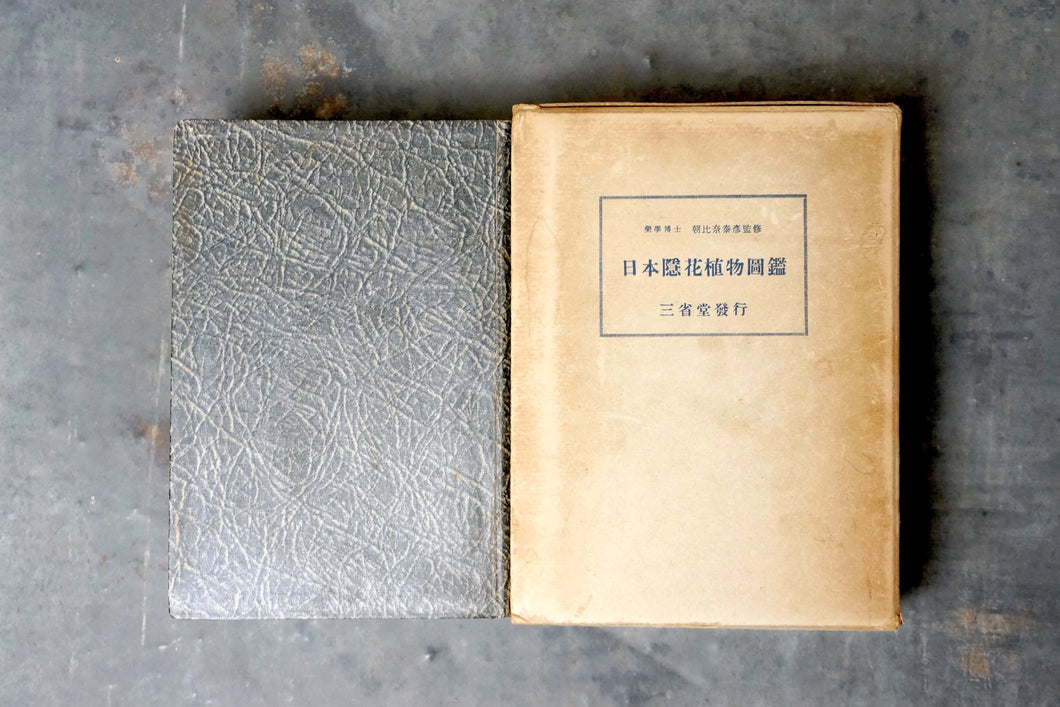 藥學博士 朝比奈泰彦監修
日本隱花植物圖鑑
三省堂發行